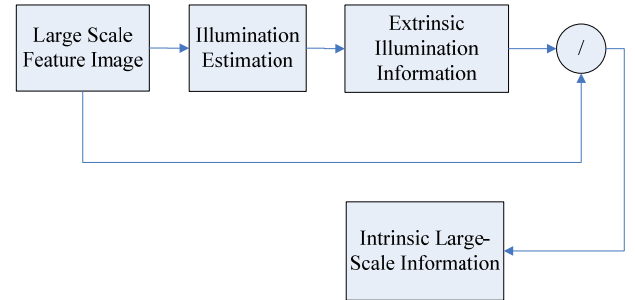 Large Scale
Feature Image
Illumination
Estimation
Extrinsic
Illumination
Information
/
Intrinsic Large-
Scale Information